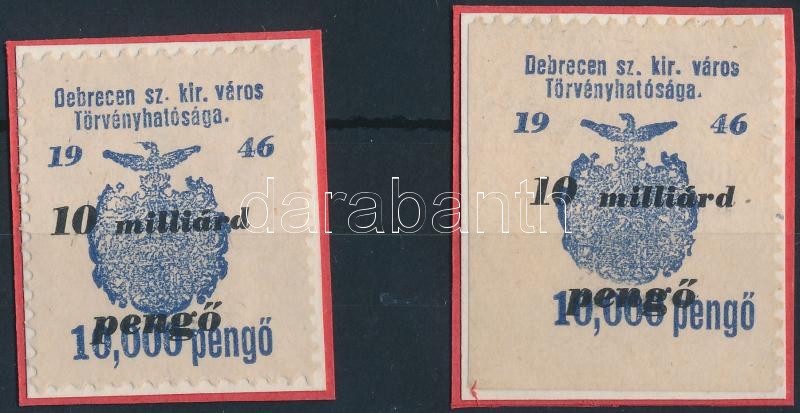 Debrecen sz. kir. város
Törvényhatósága.
19 46
10 milliárd
pengő
10,000 pengő
Debrecen sz. kir. város
Törvényhatósága.
19 46
10 milliárd
pengő
10,000 pengő
darabanth